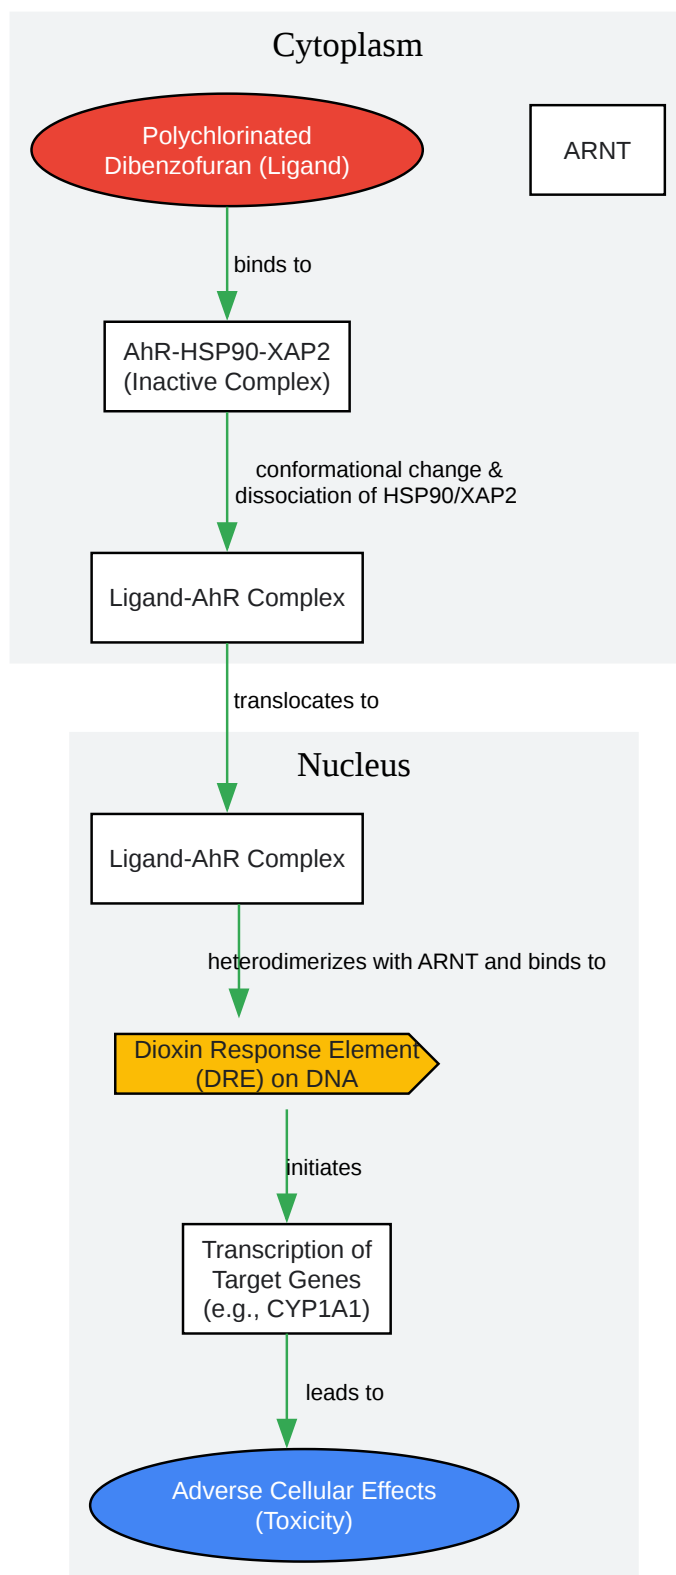 Cytoplasm
Polychlorinated
Dibenzofuran (Ligand)
ARNT
binds to
AhR-HSP90-XAP2
(Inactive Complex)
conformational change &
dissociation of HSP90/XAP2
Ligand-AhR Complex
translocates to
Nucleus
Ligand-AhR Complex
heterodimerizes with ARNT and binds to
Dioxin Response Element
(DRE) on DNA
initiates
Transcription of
Target Genes
(e.g., CYP1A1)
leads to
Adverse Cellular Effects
(Toxicity)